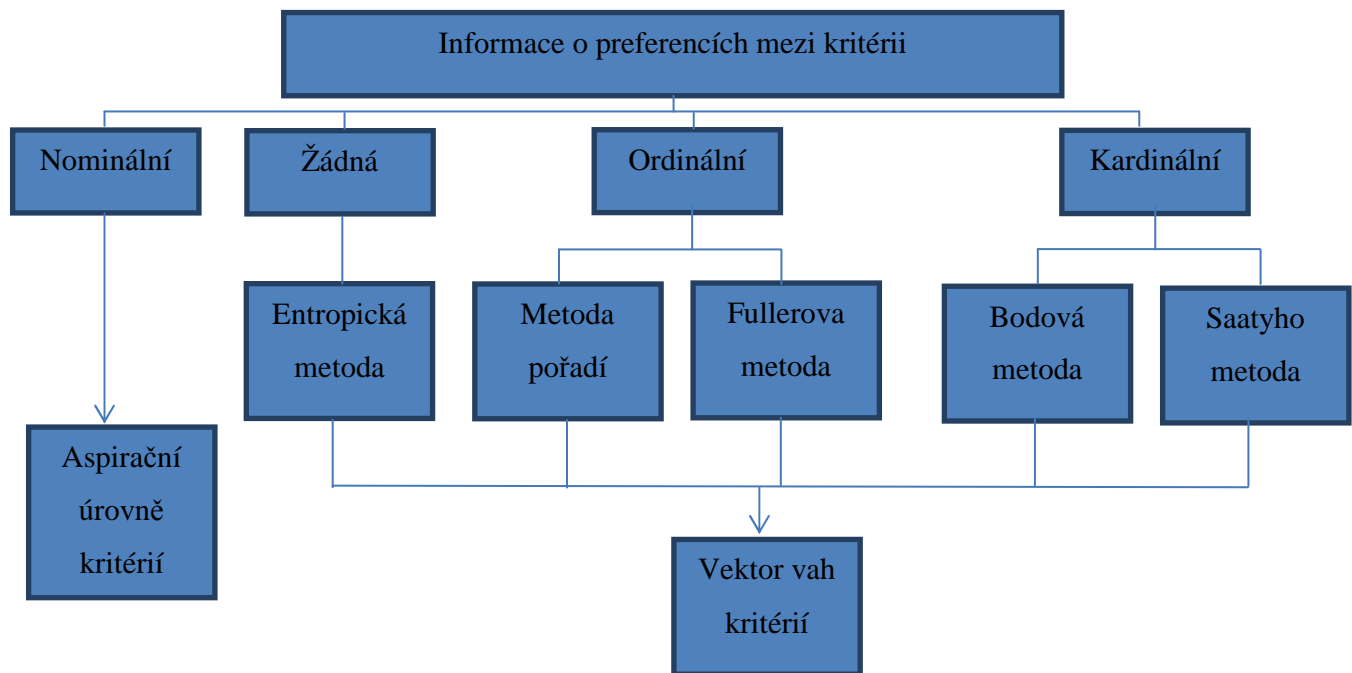 Informace o preferencích mezi kritérii
Nominální
Žádná
Ordinální
Kardinální
Entropická
metoda
Metoda
pořadí
Fullerova
metoda
Bodová
metoda
Saatyho
metoda
Aspirační
úrovně
kritérií
Vektor vah
kritérií